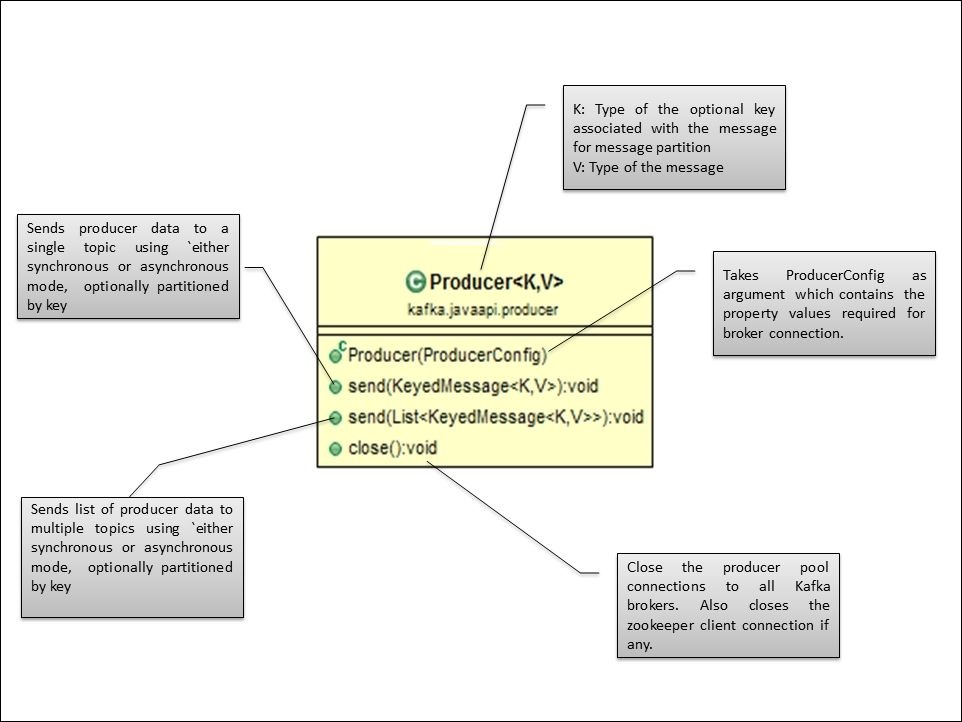 K: Type of the optional key
associated with the message
for message partition
V: Type of the message
Sends producer data to a
single topic using `either
synchronous or asynchronous
mode, optionally partitioned
by key
C Producer<K,V>
kafka.javaapi.producer
Takes ProducerConfig as
argument which contains the
property values required for
broker connection.
C Producer(ProducerConfig)
send(KeyedMessage<K,V>):void
send(List<KeyedMessage<K,V>>):void
close():void
Sends list of producer data to
multiple topics using `either
synchronous or asynchronous
mode, optionally partitioned
by key
Close the producer pool
connections to all Kafka
brokers. Also closes the
zookeeper client connection if
any.